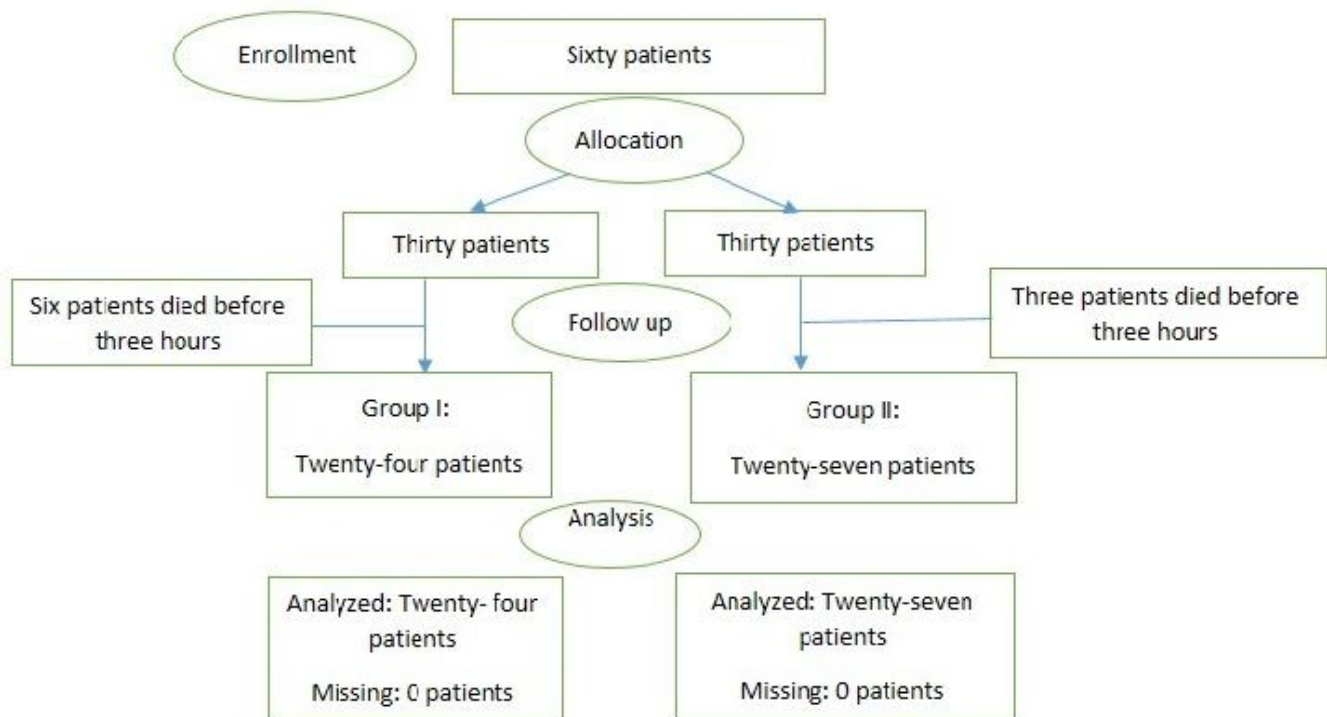 Enrollment
Sixty patients
Allocation
Thirty patients
Thirty patients
Six patients died before
three hours
Follow up
Three patients died before
three hours
Group I:
Twenty-four patients
Group II:
Twenty-seven patients
Analysis
Analyzed: Twenty- four
patients
Missing: 0 patients
Analyzed: Twenty-seven
patients
Missing: 0 patients